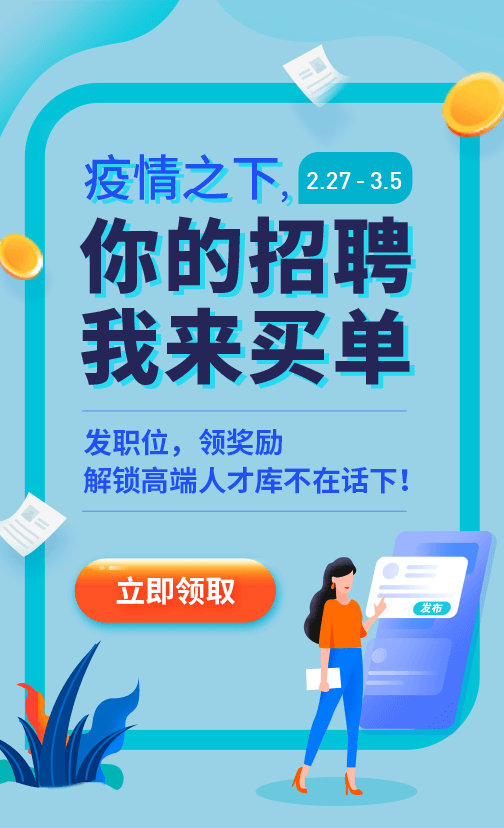 疫情之下,
2.27 - 3.5
你的招聘
我来买单
发职位，领奖励
解锁高端人才库不在话下！
立即领取
发布